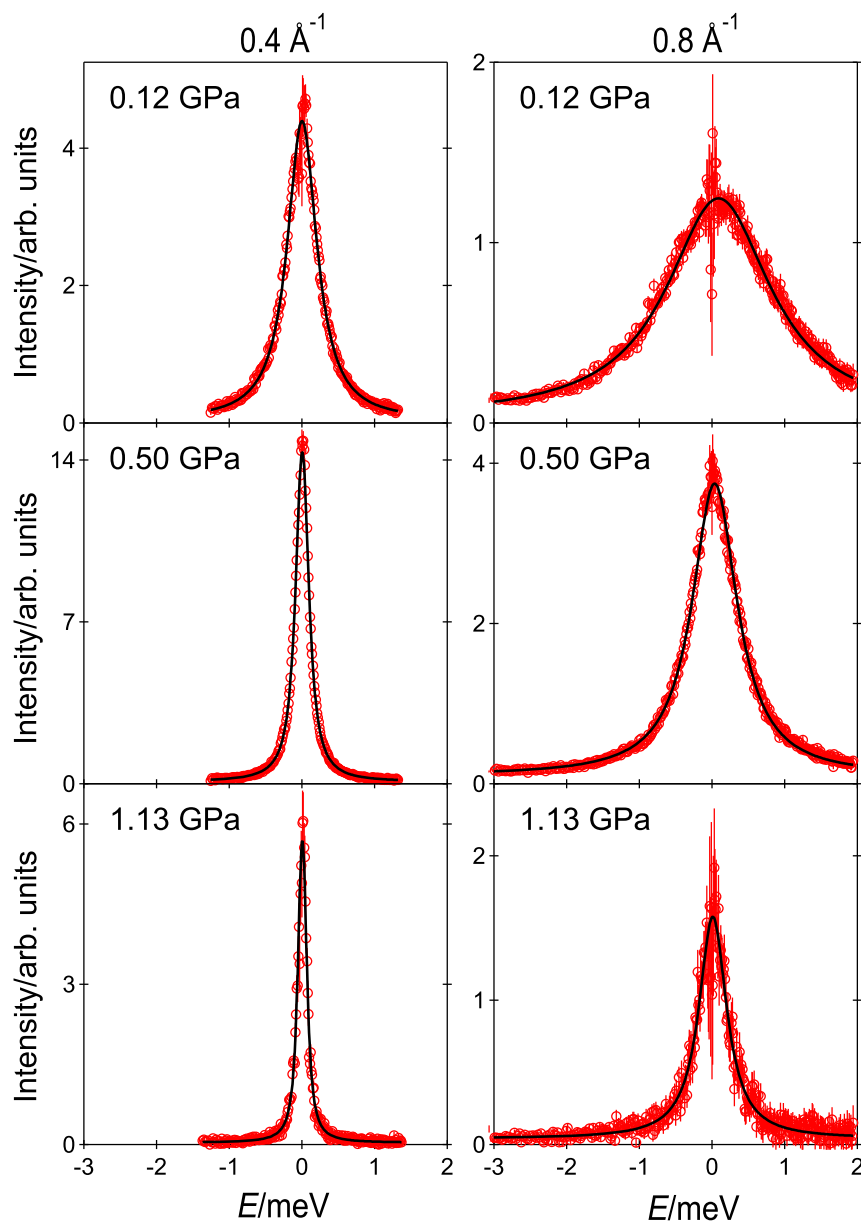 0.4 Å⁻¹
0.8 Å⁻¹
0.12 GPa
Intensity/arb. units
4
2
0
0.12 GPa
2
1
0
0.50 GPa
Intensity/arb. units
14
7
0
0.50 GPa
4
2
0
1.13 GPa
Intensity/arb. units
6
3
0
1.13 GPa
2
1
0
-3 -2 -1 0 1 2
-3 -2 -1 0 1 2
E/meV
E/meV